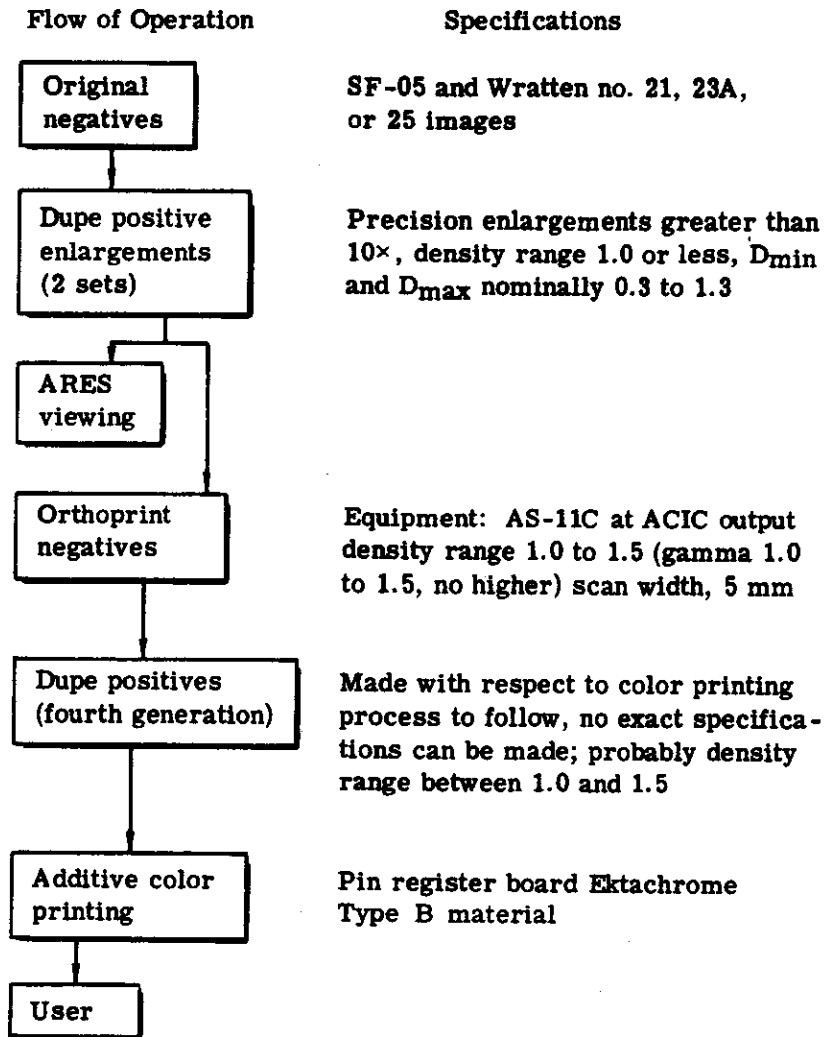 Flow of Operation
Specifications
Original
negatives
SF-05 and Wratten no. 21, 23A,
or 25 images
Dupe positive
enlargements
(2 sets)
Precision enlargements greater than
10×, density range 1.0 or less, Dmin
and Dmax nominally 0.3 to 1.3
ARES
viewing
Orthoprint
negatives
Equipment: AS-11C at ACIC output
density range 1.0 to 1.5 (gamma 1.0
to 1.5, no higher) scan width, 5 mm
Dupe positives
(fourth generation)
Made with respect to color printing
process to follow, no exact specifica-
tions can be made; probably density
range between 1.0 and 1.5
Additive color
printing
Pin register board Ektachrome
Type B material
User